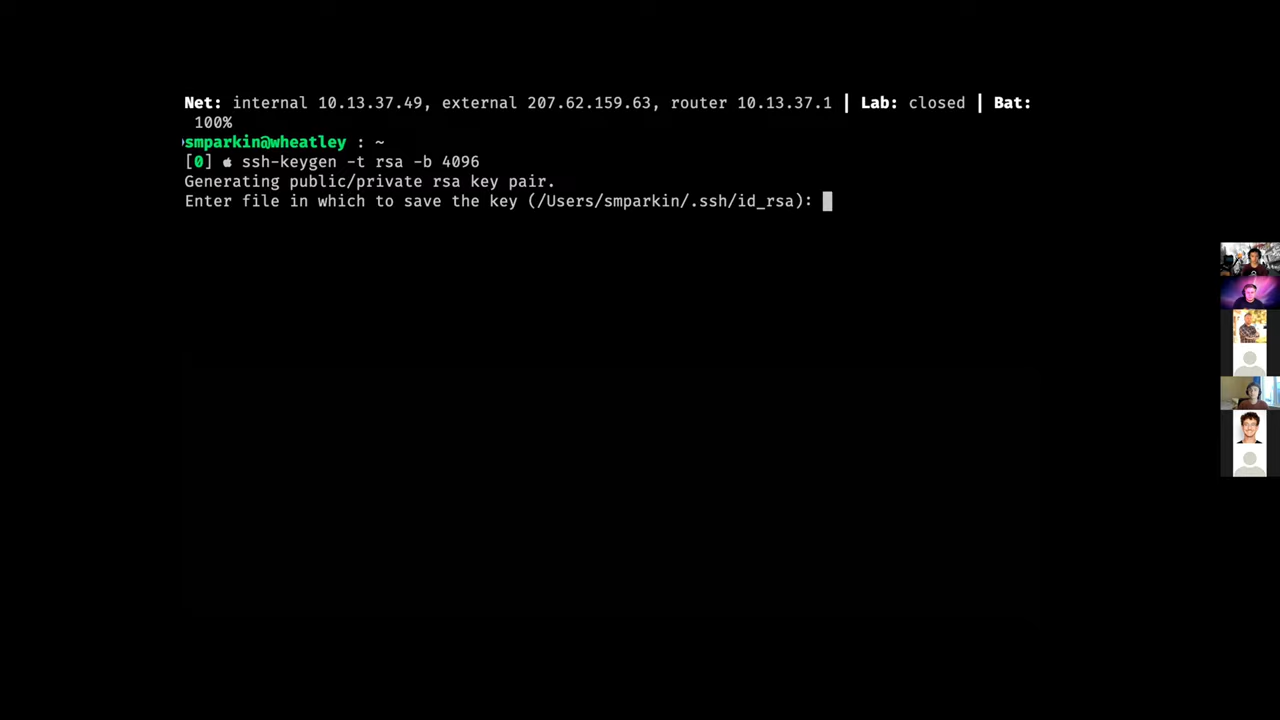 Net: internal 10.13.37.49, external 207.62.159.63, router 10.13.37.1 | Lab: closed | Bat:
100%
smparkin@wheatley : ~
[0] ssh-keygen -t rsa -b 4096
Generating public/private rsa key pair.
Enter file in which to save the key (/Users/smparkin/.ssh/id_rsa):